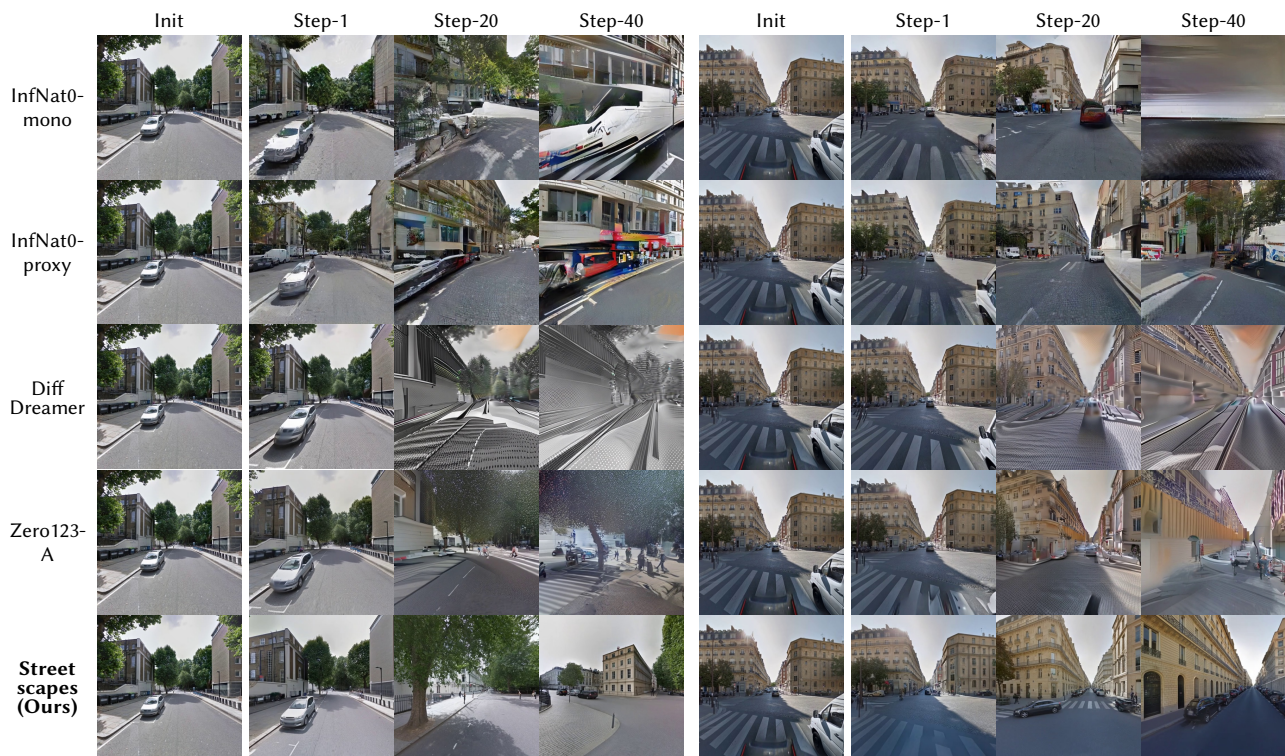 Init Step-1 Step-20 Step-40 Init Step-1 Step-20 Step-40
InfNat0-
mono
InfNat0-
proxy
Diff
Dreamer
Zero123-
A
Street
scapes
(Ours)